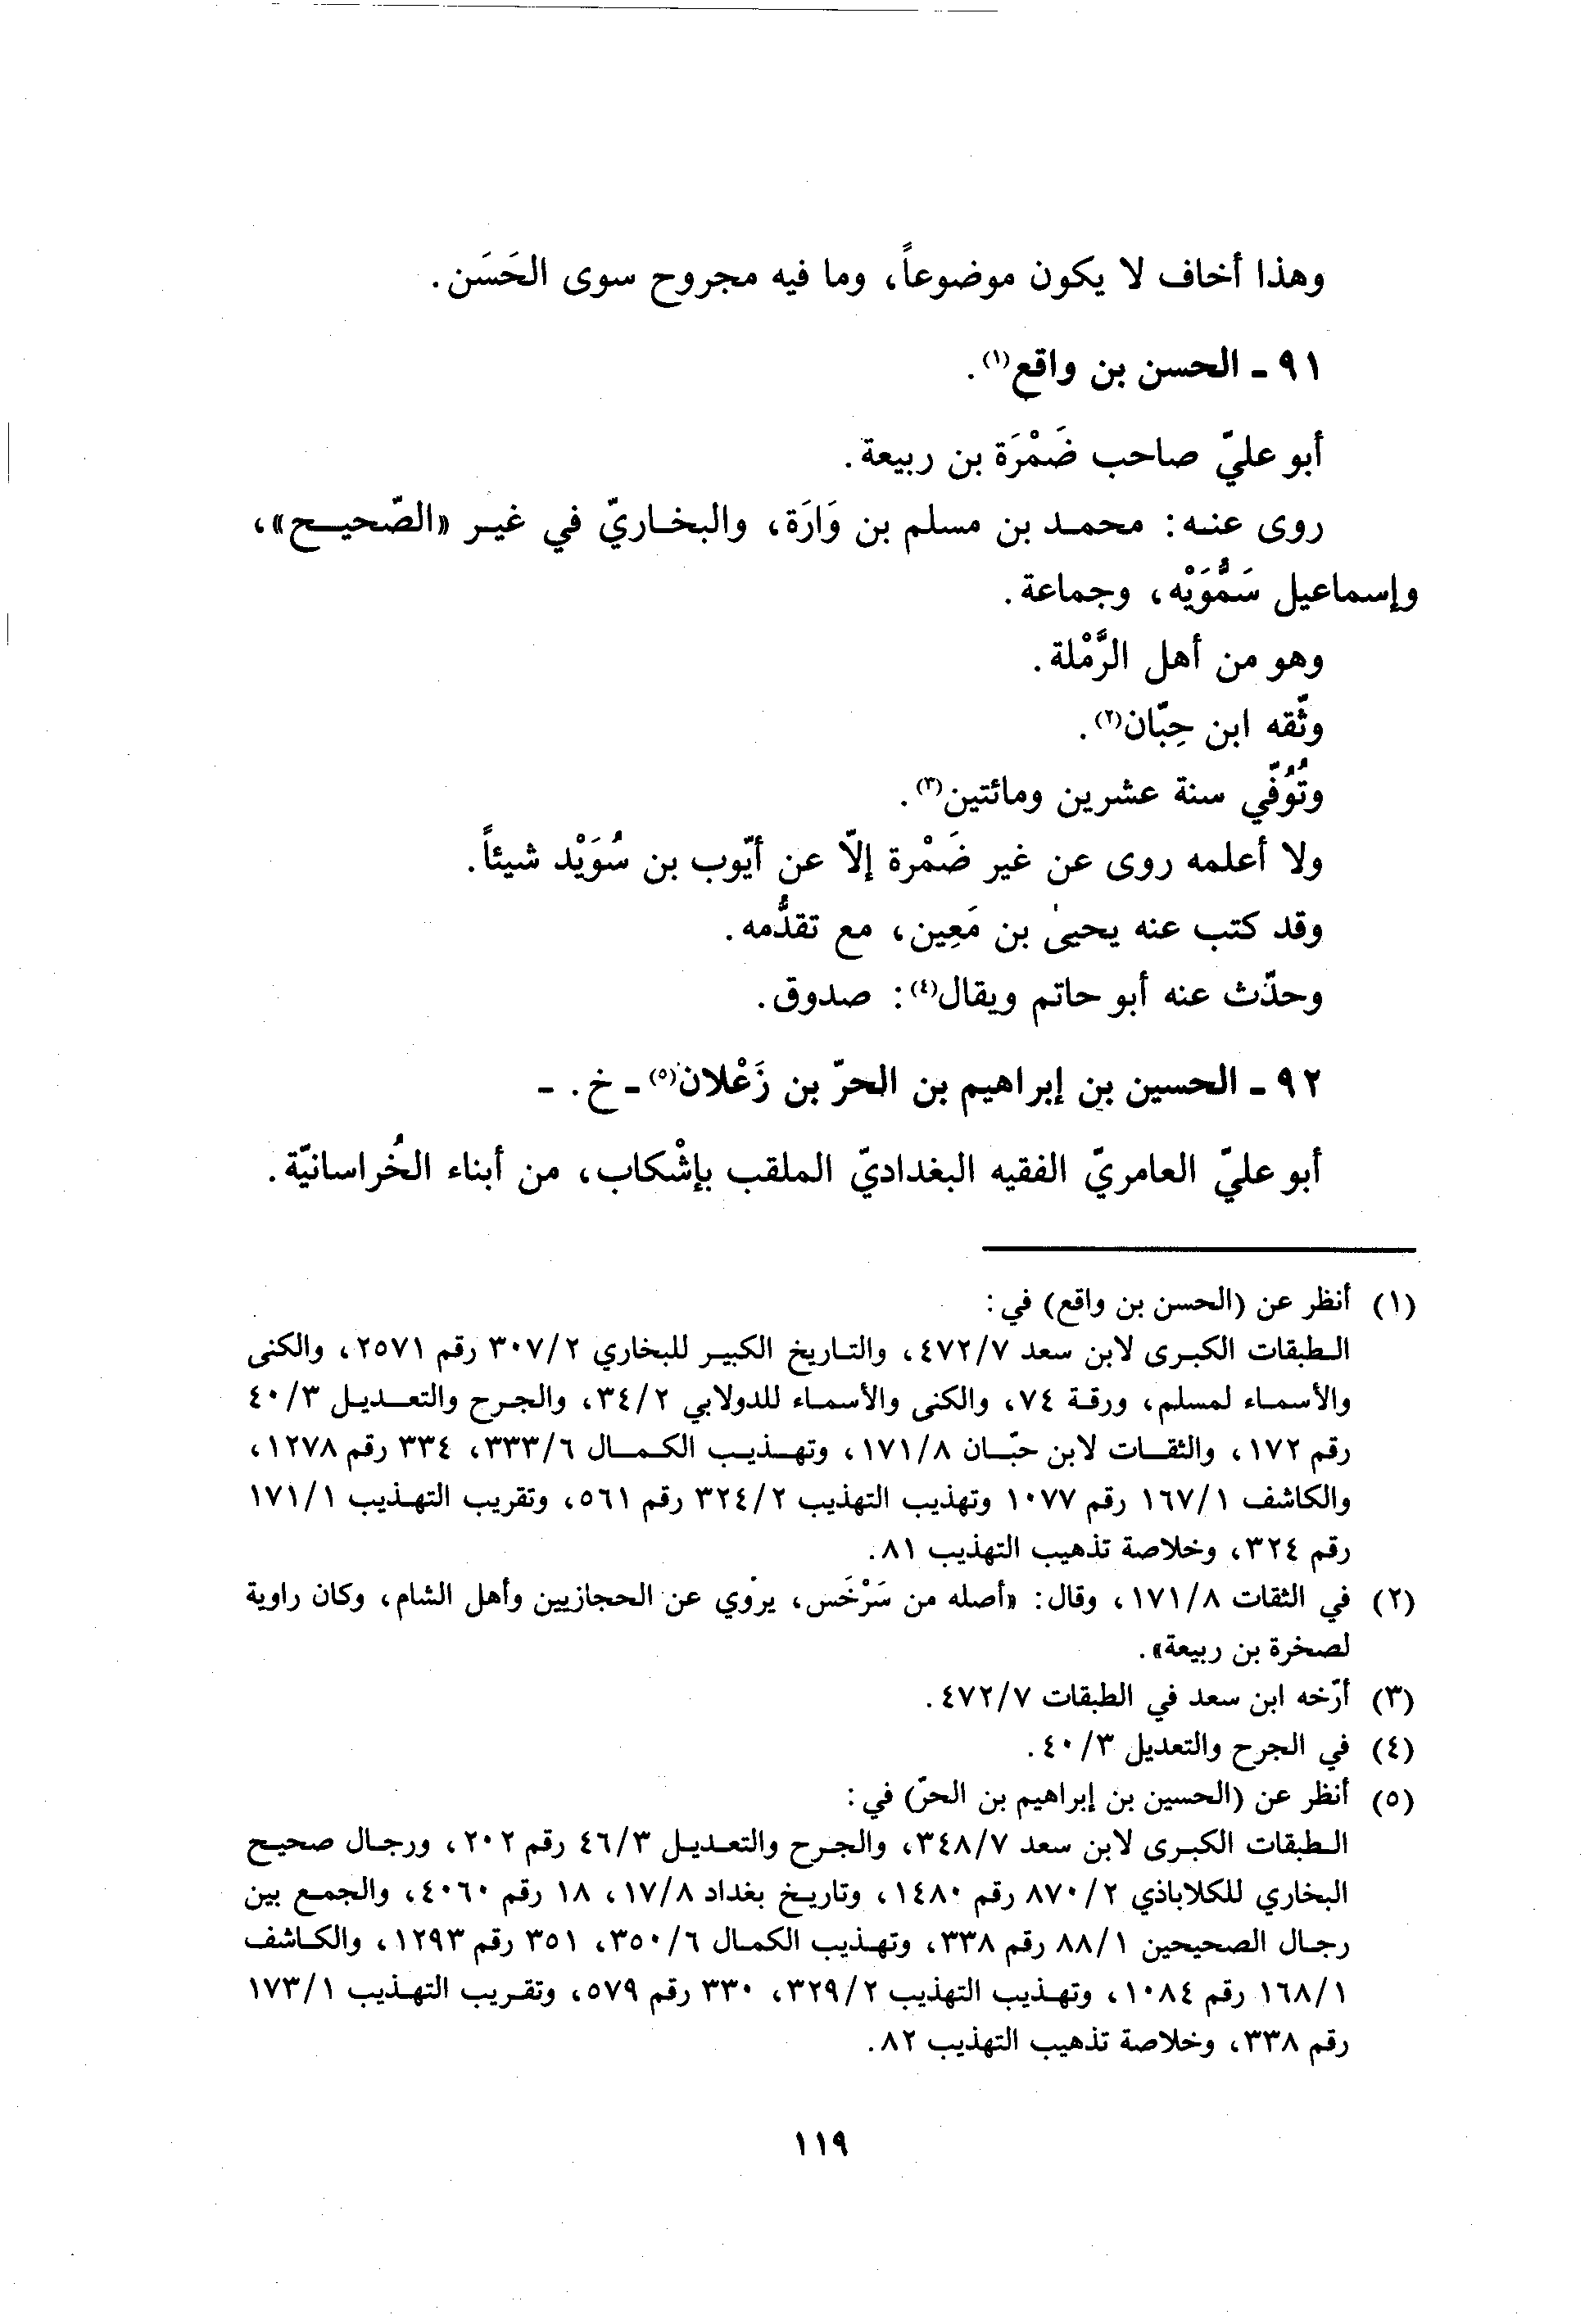 وهذا أخاف لا يكون موضوعاً، وما فيه مجروح سوى الحَسَن.
٩١ ـ الحسن بن واقع(١).
أبو عليّ صاحب ضَمْرَة بن ربيعة.
روى عنه: محمد بن مسلم بن وَارَة، والبخاريّ في غير «الصّحيح»،
وإسماعيل سَمُّوَيْه، وجماعة.
وهو من أهل الرَّمْلة.
وثّقه ابن حِبّان(٢).
وتُوُفّي سنة عشرين ومائتين(٣).
ولا أعلمه روى عن غير ضَمْرة إلّا عن أيّوب بن سُوَيْد شيئاً.
وقد كتب عنه يحيىٰ بن مَعِين، مع تقدُّمه.
وحدّث عنه أبو حاتم ويقال(٤): صدوق.
٩٢ ـ الحسين بن إبراهيم بن الحرّ بن زَعْلان(٥) ـ خ. ـ
أبو عليّ العامريّ الفقيه البغداديّ الملقب بإشْكاب، من أبناء الخُراسانيّة.
(١) أنظر عن (الحسن بن واقع) في:
الطبقات الكبرى لابن سعد ٤٧٢/٧، والتاريخ الكبير للبخاري ٣٠٧/٢ رقم ٢٥٧١، والكنى
والأسماء لمسلم، ورقة ٧٤، والكنى والأسماء للدولابي ٣٤/٢، والجرح والتعديل ٤٠/٣
رقم ١٧٢، والثقات لابن حبّان ١٧١/٨، وتهذيب الكمال ٣٣٣/٦، ٣٣٤ رقم ١٢٧٨،
والكاشف ١٦٧/١ رقم ١٠٧٧ وتهذيب التهذيب ٣٢٤/٢ رقم ٥٦١، وتقريب التهذيب ١٧١/١
رقم ٣٢٤، وخلاصة تذهيب التهذيب ٨١.
(٢) في الثقات ١٧١/٨، وقال: «أصله من سَرْخَس، يروي عن الحجازيين وأهل الشام، وكان راوية
لصخرة بن ربيعة».
(٣) أرّخه ابن سعد في الطبقات ٤٧٢/٧.
(٤) في الجرح والتعديل ٤٠/٣.
(٥) أنظر عن (الحسين بن إبراهيم بن الحرّ) في:
الطبقات الكبرى لابن سعد ٣٤٨/٧، والجرح والتعديل ٤٦/٣ رقم ٢٠٢، ورجال صحيح
البخاري للكلاباذي ٨٧٠/٢ رقم ١٤٨٠، وتاريخ بغداد ١٧/٨، ١٨ رقم ٤٠٦٠، والجمع بين
رجال الصحيحين ٨٨/١ رقم ٣٣٨، وتهذيب الكمال ٣٥٠/٦، ٣٥١ رقم ١٢٩٣، والكاشف
١٦٨/١ رقم ١٠٨٤، وتهذيب التهذيب ٣٢٩/٢، ٣٣٠ رقم ٥٧٩، وتقريب التهذيب ١٧٣/١
رقم ٣٣٨، وخلاصة تذهيب التهذيب ٨٢.
١١٩